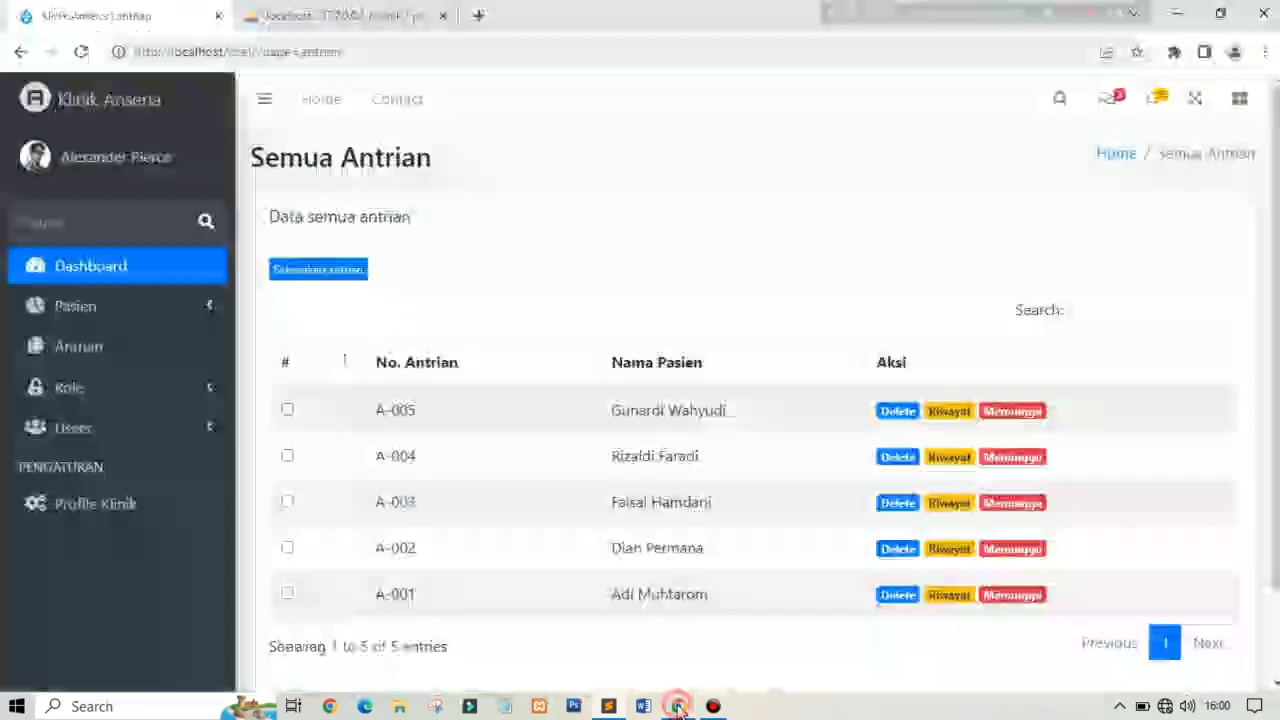 Klinik Anseria
Home
Contact
Alexander Pierce
Semua Antrian
Home / Semua Antrian
Data semua antrian
Dashboard
Pasien
Search:
Antrian
# No. Antrian Nama Pasien Aksi
Role
A-005 Gunardi Wahyudi Delete Riwayat Menunggu
User
A-004 Rizaldi Faradi Delete Riwayat Menunggu
PENGATURAN
A-003 Faisal Hamdani Delete Riwayat Menunggu
Profile Klinik
A-002 Dian Permana Delete Riwayat Menunggu
A-001 Adi Muhtarom Delete Riwayat Menunggu
Showing 1 to 5 of 5 entries
Previous 1 Next
Search
16:00